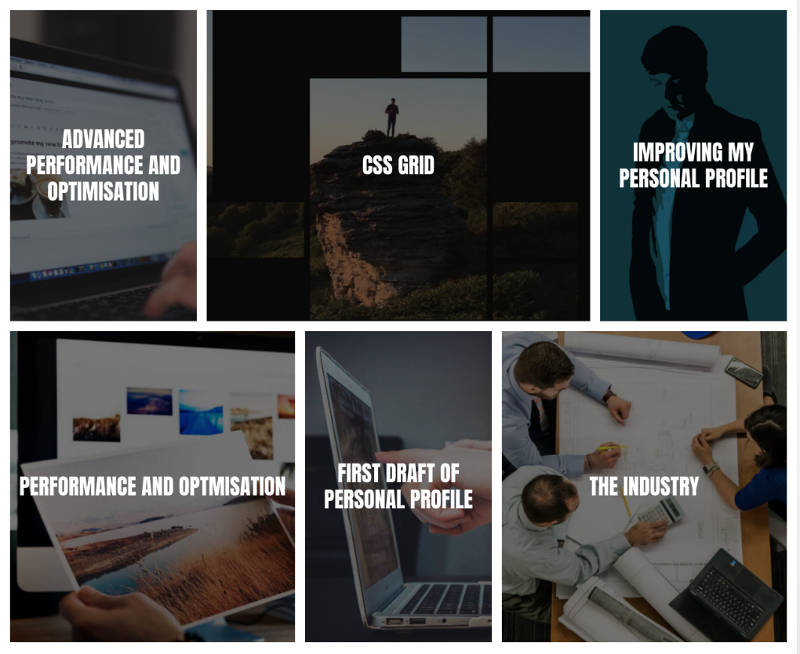 ADVANCED
PERFORMANCE AND
OPTIMISATION
CSS GRID
IMPROVING MY
PERSONAL PROFILE
PERFORMANCE AND OPTMISATION
FIRST DRAFT OF
PERSONAL PROFILE
THE INDUSTRY